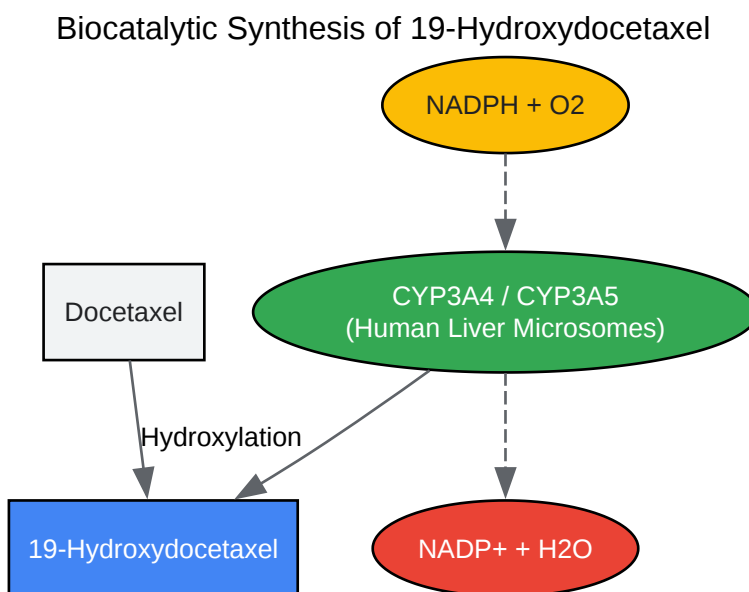 Biocatalytic Synthesis of 19-Hydroxydocetaxel
NADPH + O2
CYP3A4 / CYP3A5
(Human Liver Microsomes)
Docetaxel
Hydroxylation
19-Hydroxydocetaxel
NADP+ + H2O